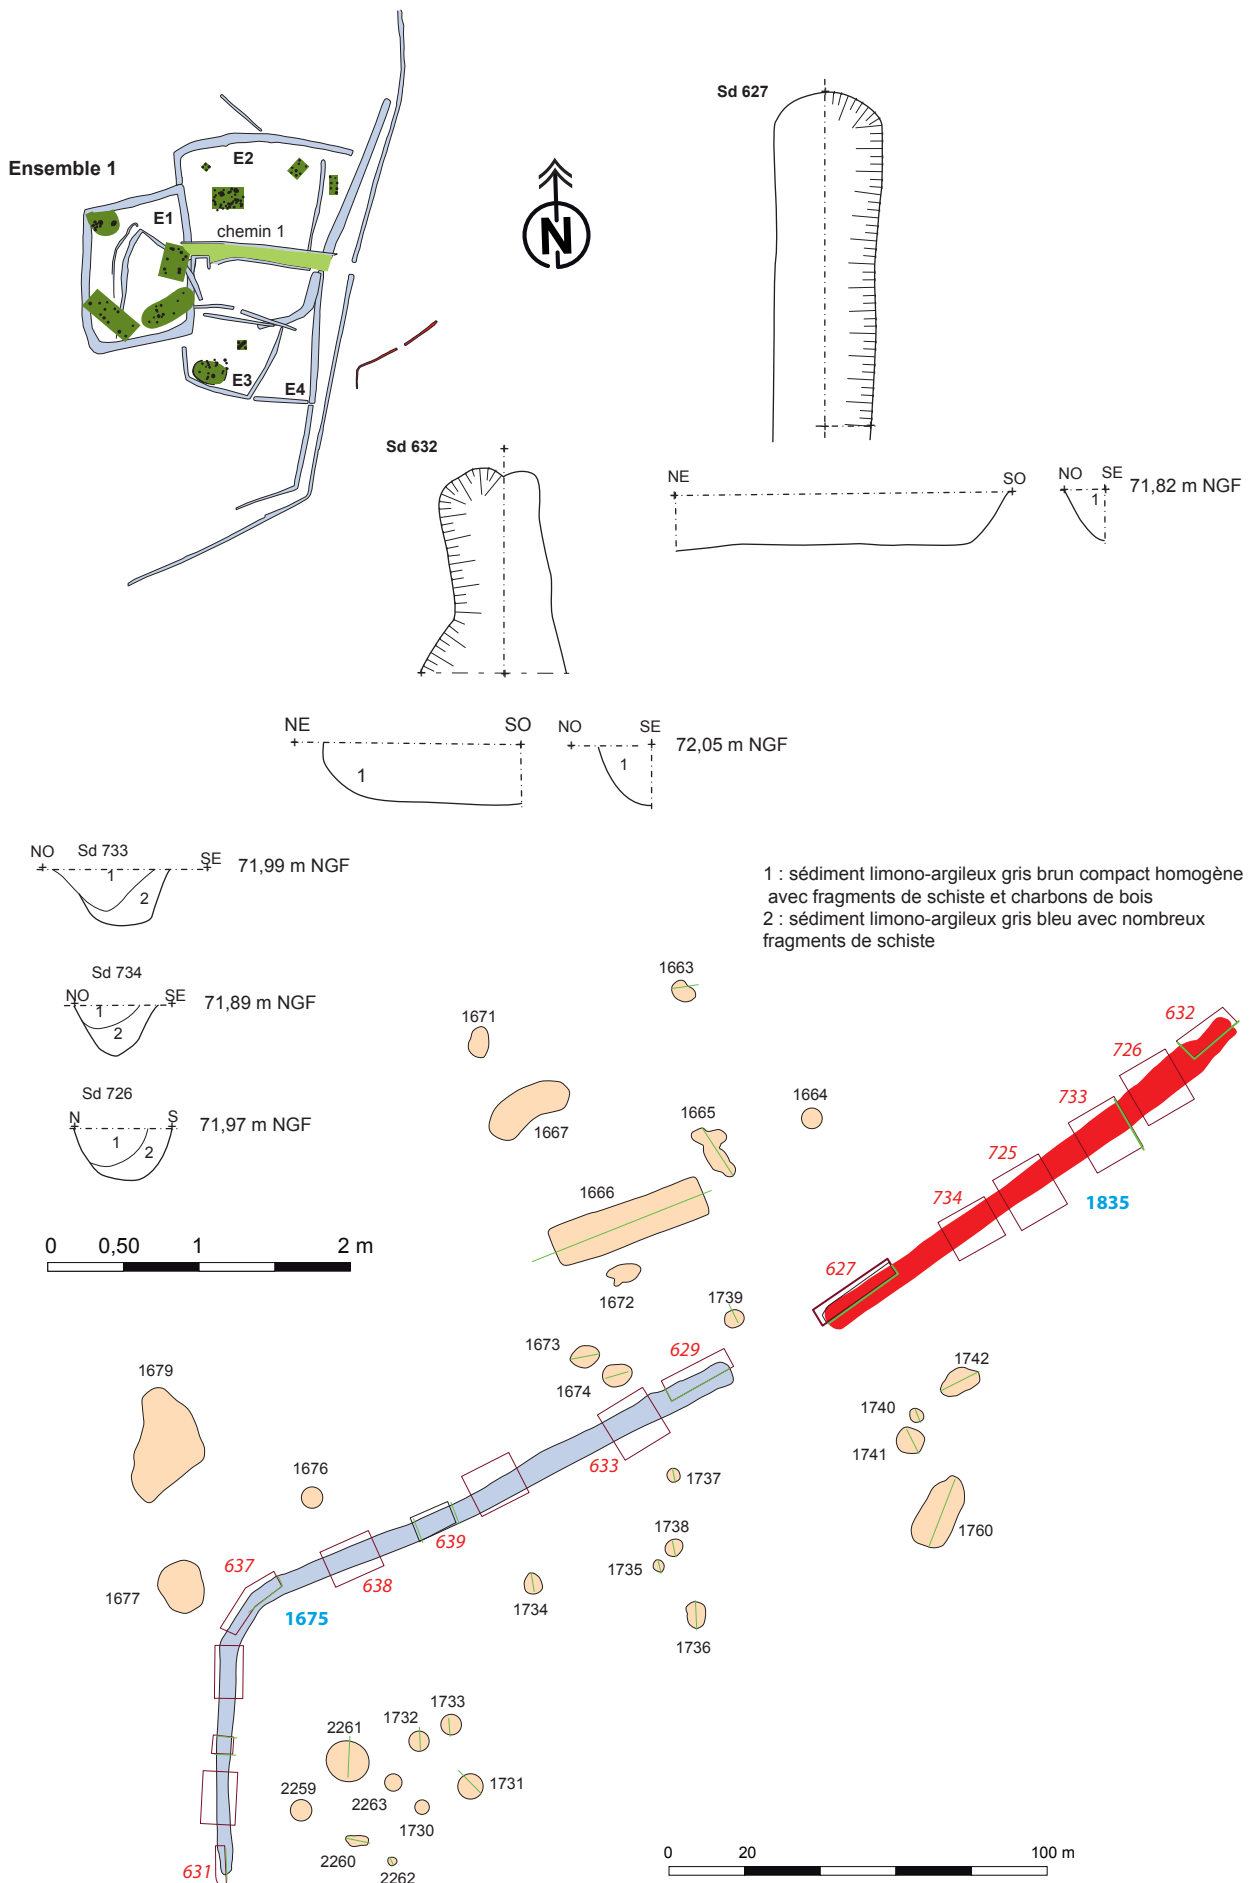 Ensemble 1
E2
E1
chemin 1
E3
E4
N
Sd 627
NE
SO
NO
SE
1
71,82 m NGF
Sd 632
NE
SO
1
NO
SE
1
72,05 m NGF
NO
Sd 733
SE
71,99 m NGF
1
2
Sd 734
NO
SE
71,89 m NGF
1
2
Sd 726
N
S
71,97 m NGF
1
2
0 0,50 1 2 m
1 : sédiment limono-argileux gris brun compact homogène
avec fragments de schiste et charbons de bois
2 : sédiment limono-argileux gris bleu avec nombreux
fragments de schiste
1663
1671
632
726
1667
1664
733
1665
725
1666
734
1835
627
1672
1739
1673
629
1674
1742
1679
1740
1741
1676
633
1737
1760
639
1738
637
638
1735
1677
1675
1734
1736
1733
1732
2261
1731
2259
2263
1730
2260
2262
631
0 20 100 m